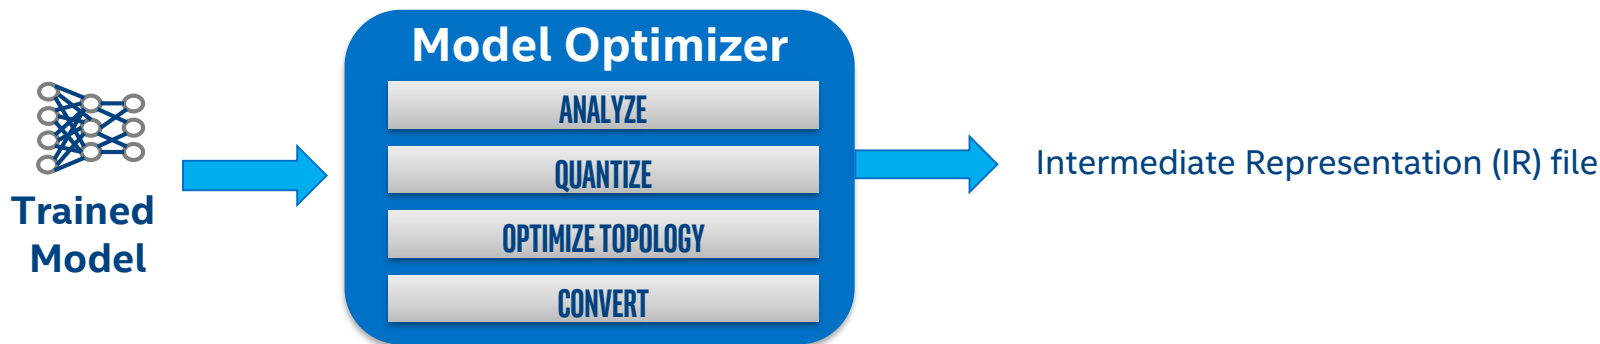 Model Optimizer
ANALYZE
QUANTIZE
OPTIMIZE TOPOLOGY
CONVERT
Trained
Model
Intermediate Representation (IR) file